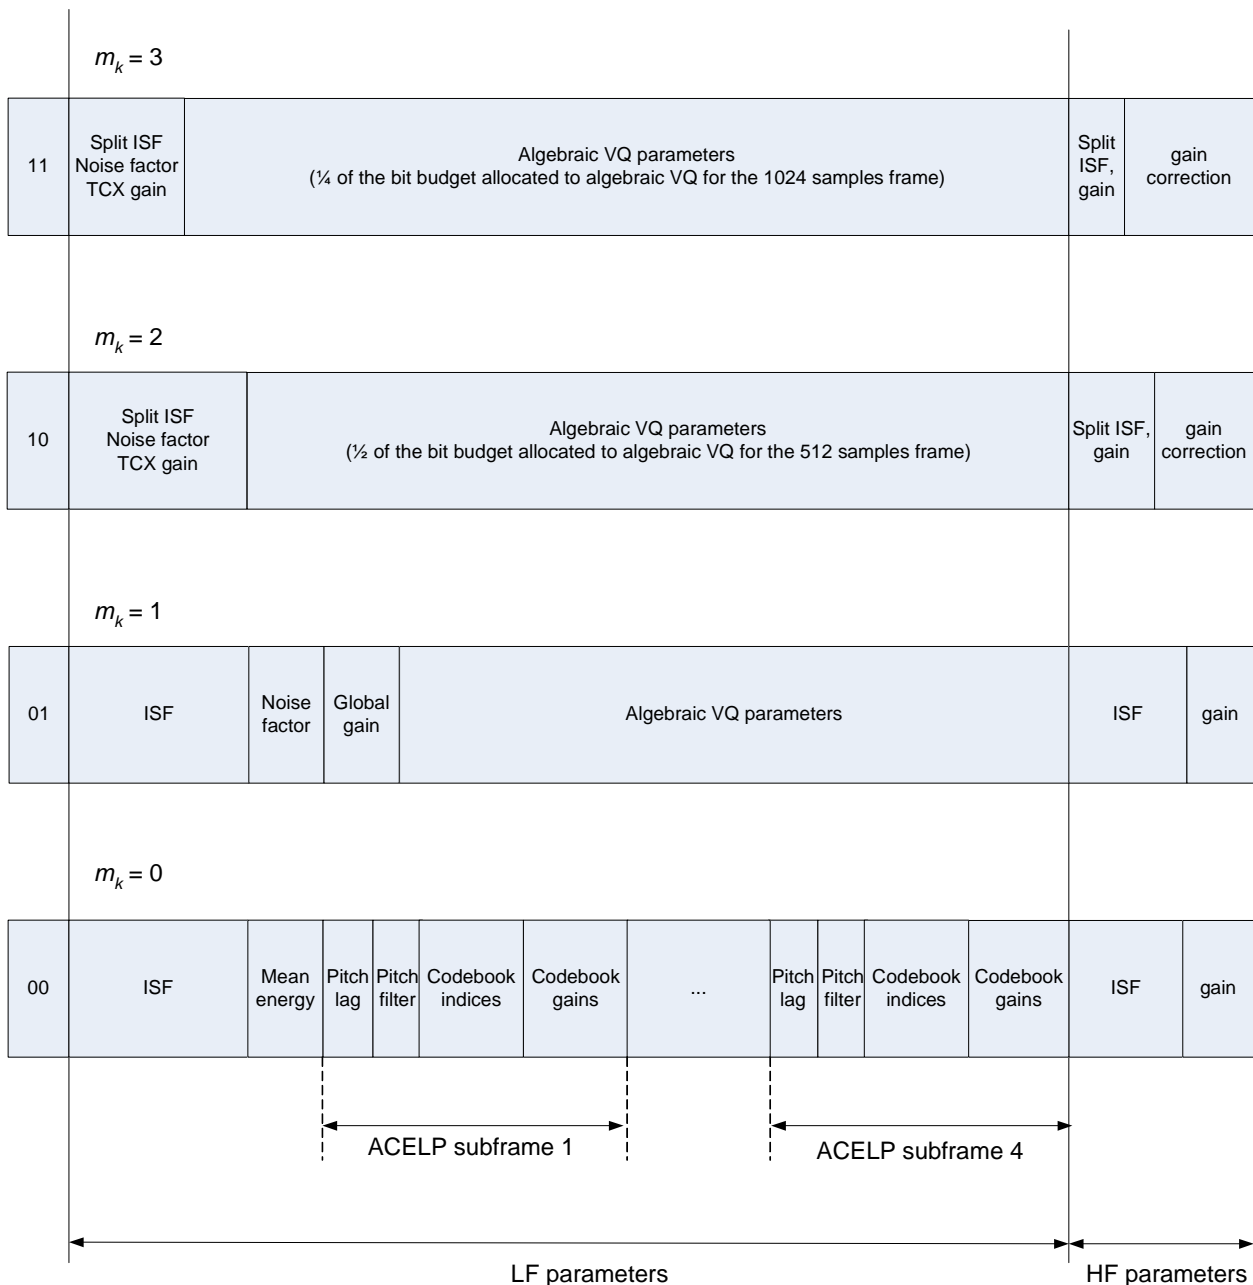 m_k = 3
11
Split ISF
Noise factor
TCX gain
Algebraic VQ parameters
(¼ of the bit budget allocated to algebraic VQ for the 1024 samples frame)
Split
ISF,
gain
gain
correction
m_k = 2
10
Split ISF
Noise factor
TCX gain
Algebraic VQ parameters
(½ of the bit budget allocated to algebraic VQ for the 512 samples frame)
Split ISF,
gain
gain
correction
m_k = 1
01
ISF
Noise
factor
Global
gain
Algebraic VQ parameters
ISF
gain
m_k = 0
00
ISF
Mean
energy
Pitch
lag
Pitch
filter
Codebook
indices
Codebook
gains
...
Pitch
lag
Pitch
filter
Codebook
indices
Codebook
gains
ISF
gain
ACELP subframe 1
ACELP subframe 4
LF parameters
HF parameters